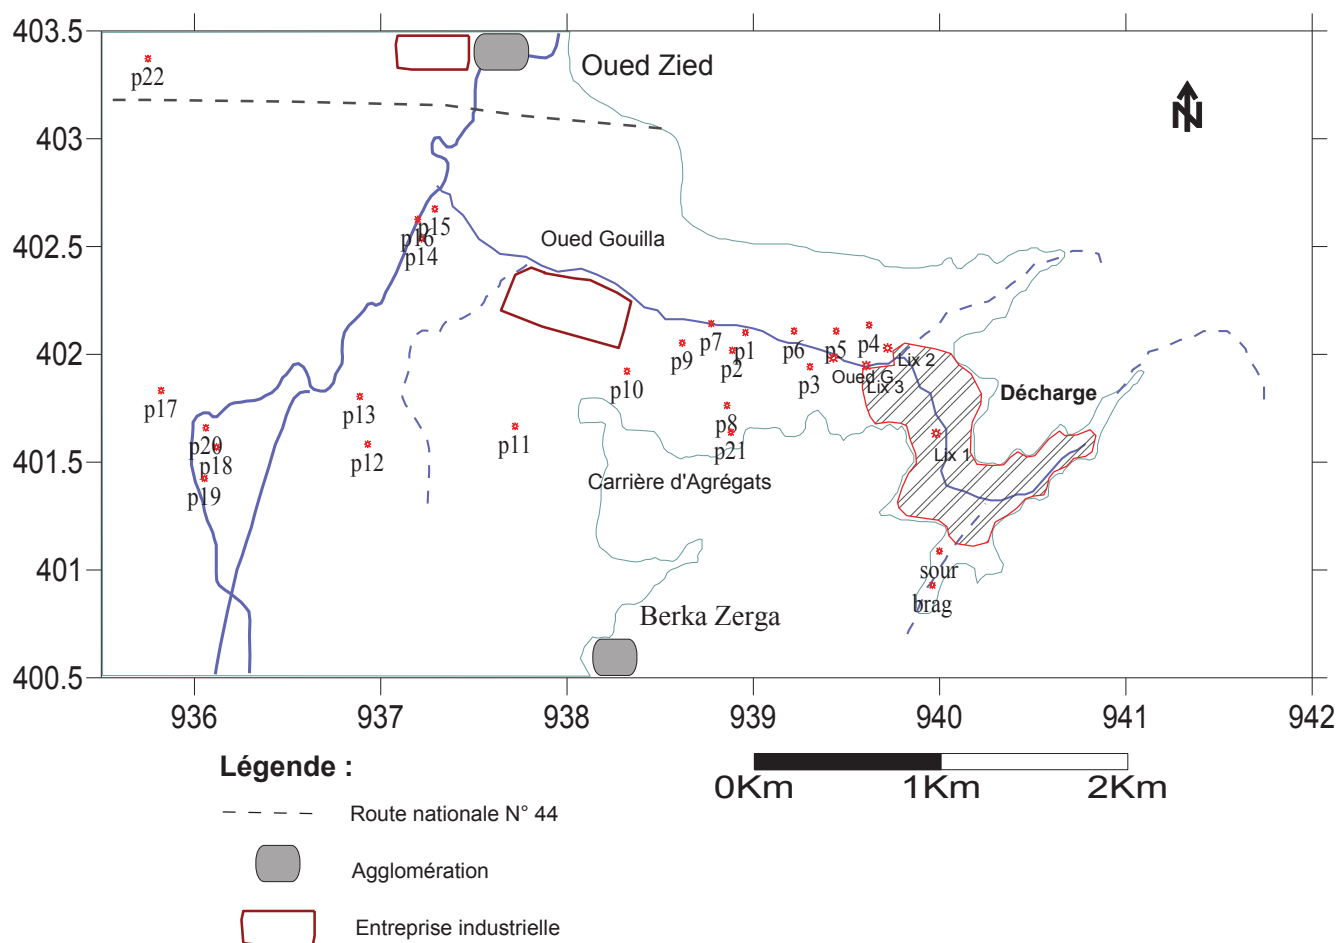 403.5
403
402.5
402
401.5
401
400.5
936
937
938
939
940
941
942
p22
Oued Zied
N
p15
p16
p14
Oued Gouilla
p7
p1
p6
p5
p4
p9
p2
p3
Lix 2
Oued G
Lix 3
p10
Décharge
p17
p13
p8
p20
p18
p12
p11
p21
Lix 1
p19
Carrière d'Agrégats
sour
brag
Berka Zerga
0Km
1Km
2Km
Légende :
Route nationale N° 44
Agglomération
Entreprise industrielle